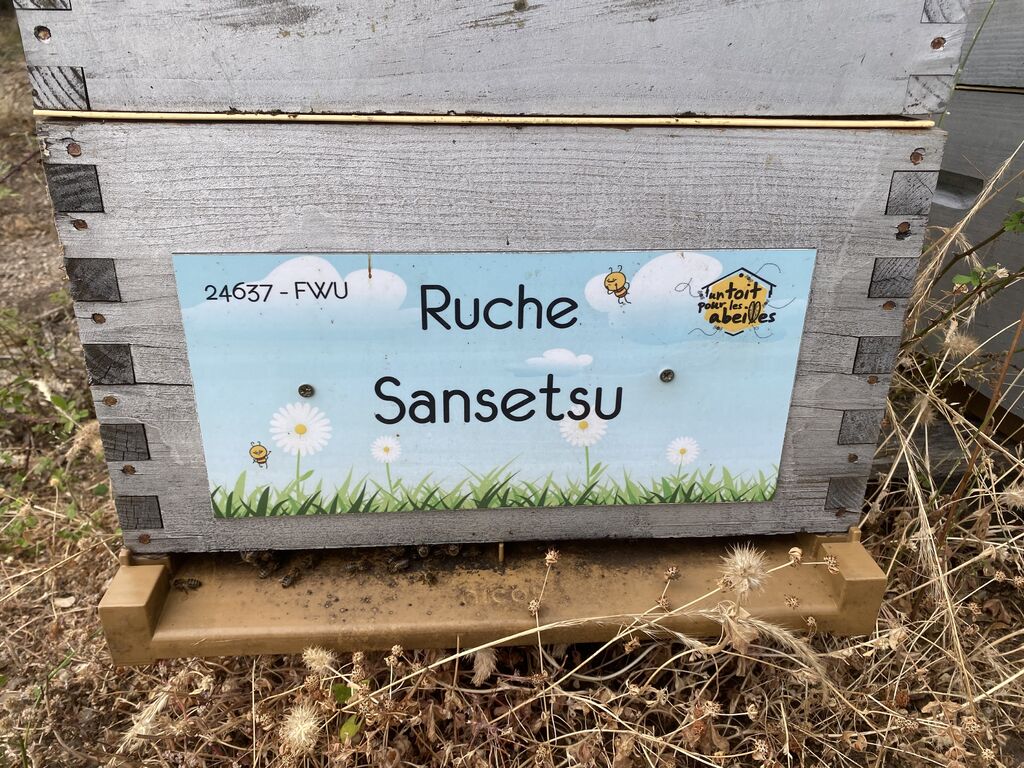 24637 - FWU
Ruche
Sansetsu
un toit
pour les
abeilles